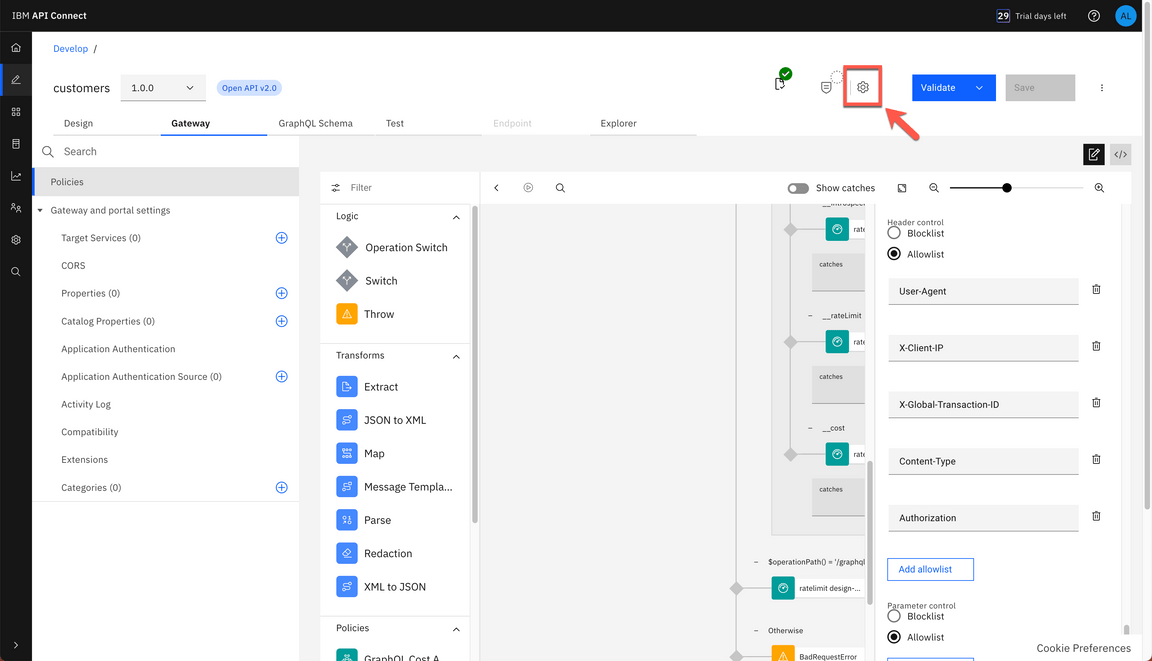 IBM API Connect
29 Trial days left
AL
Develop /
customers
1.0.0
Open API v2.0
Validate
Save
Design
Gateway
GraphQL Schema
Test
Endpoint
Explorer
Search
</>
Policies
Gateway and portal settings
Target Services (0)
CORS
Properties (0)
Catalog Properties (0)
Application Authentication
Application Authentication Source (0)
Activity Log
Compatibility
Extensions
Categories (0)
Filter
Logic
Operation Switch
Switch
Throw
Transforms
Extract
JSON to XML
Map
Message Templa...
Parse
Redaction
XML to JSON
Policies
GraphQL Cost A
Show catches
rate
catches
__rateLimit
rate
catches
__cost
rate
catches
$operationPath() = '/graphql
ratelimit design-...
Otherwise
BadRequestError
Header control
Blocklist
Allowlist
User-Agent
X-Client-IP
X-Global-Transaction-ID
Content-Type
Authorization
Add allowlist
Parameter control
Blocklist
Allowlist
Cookie Preferences